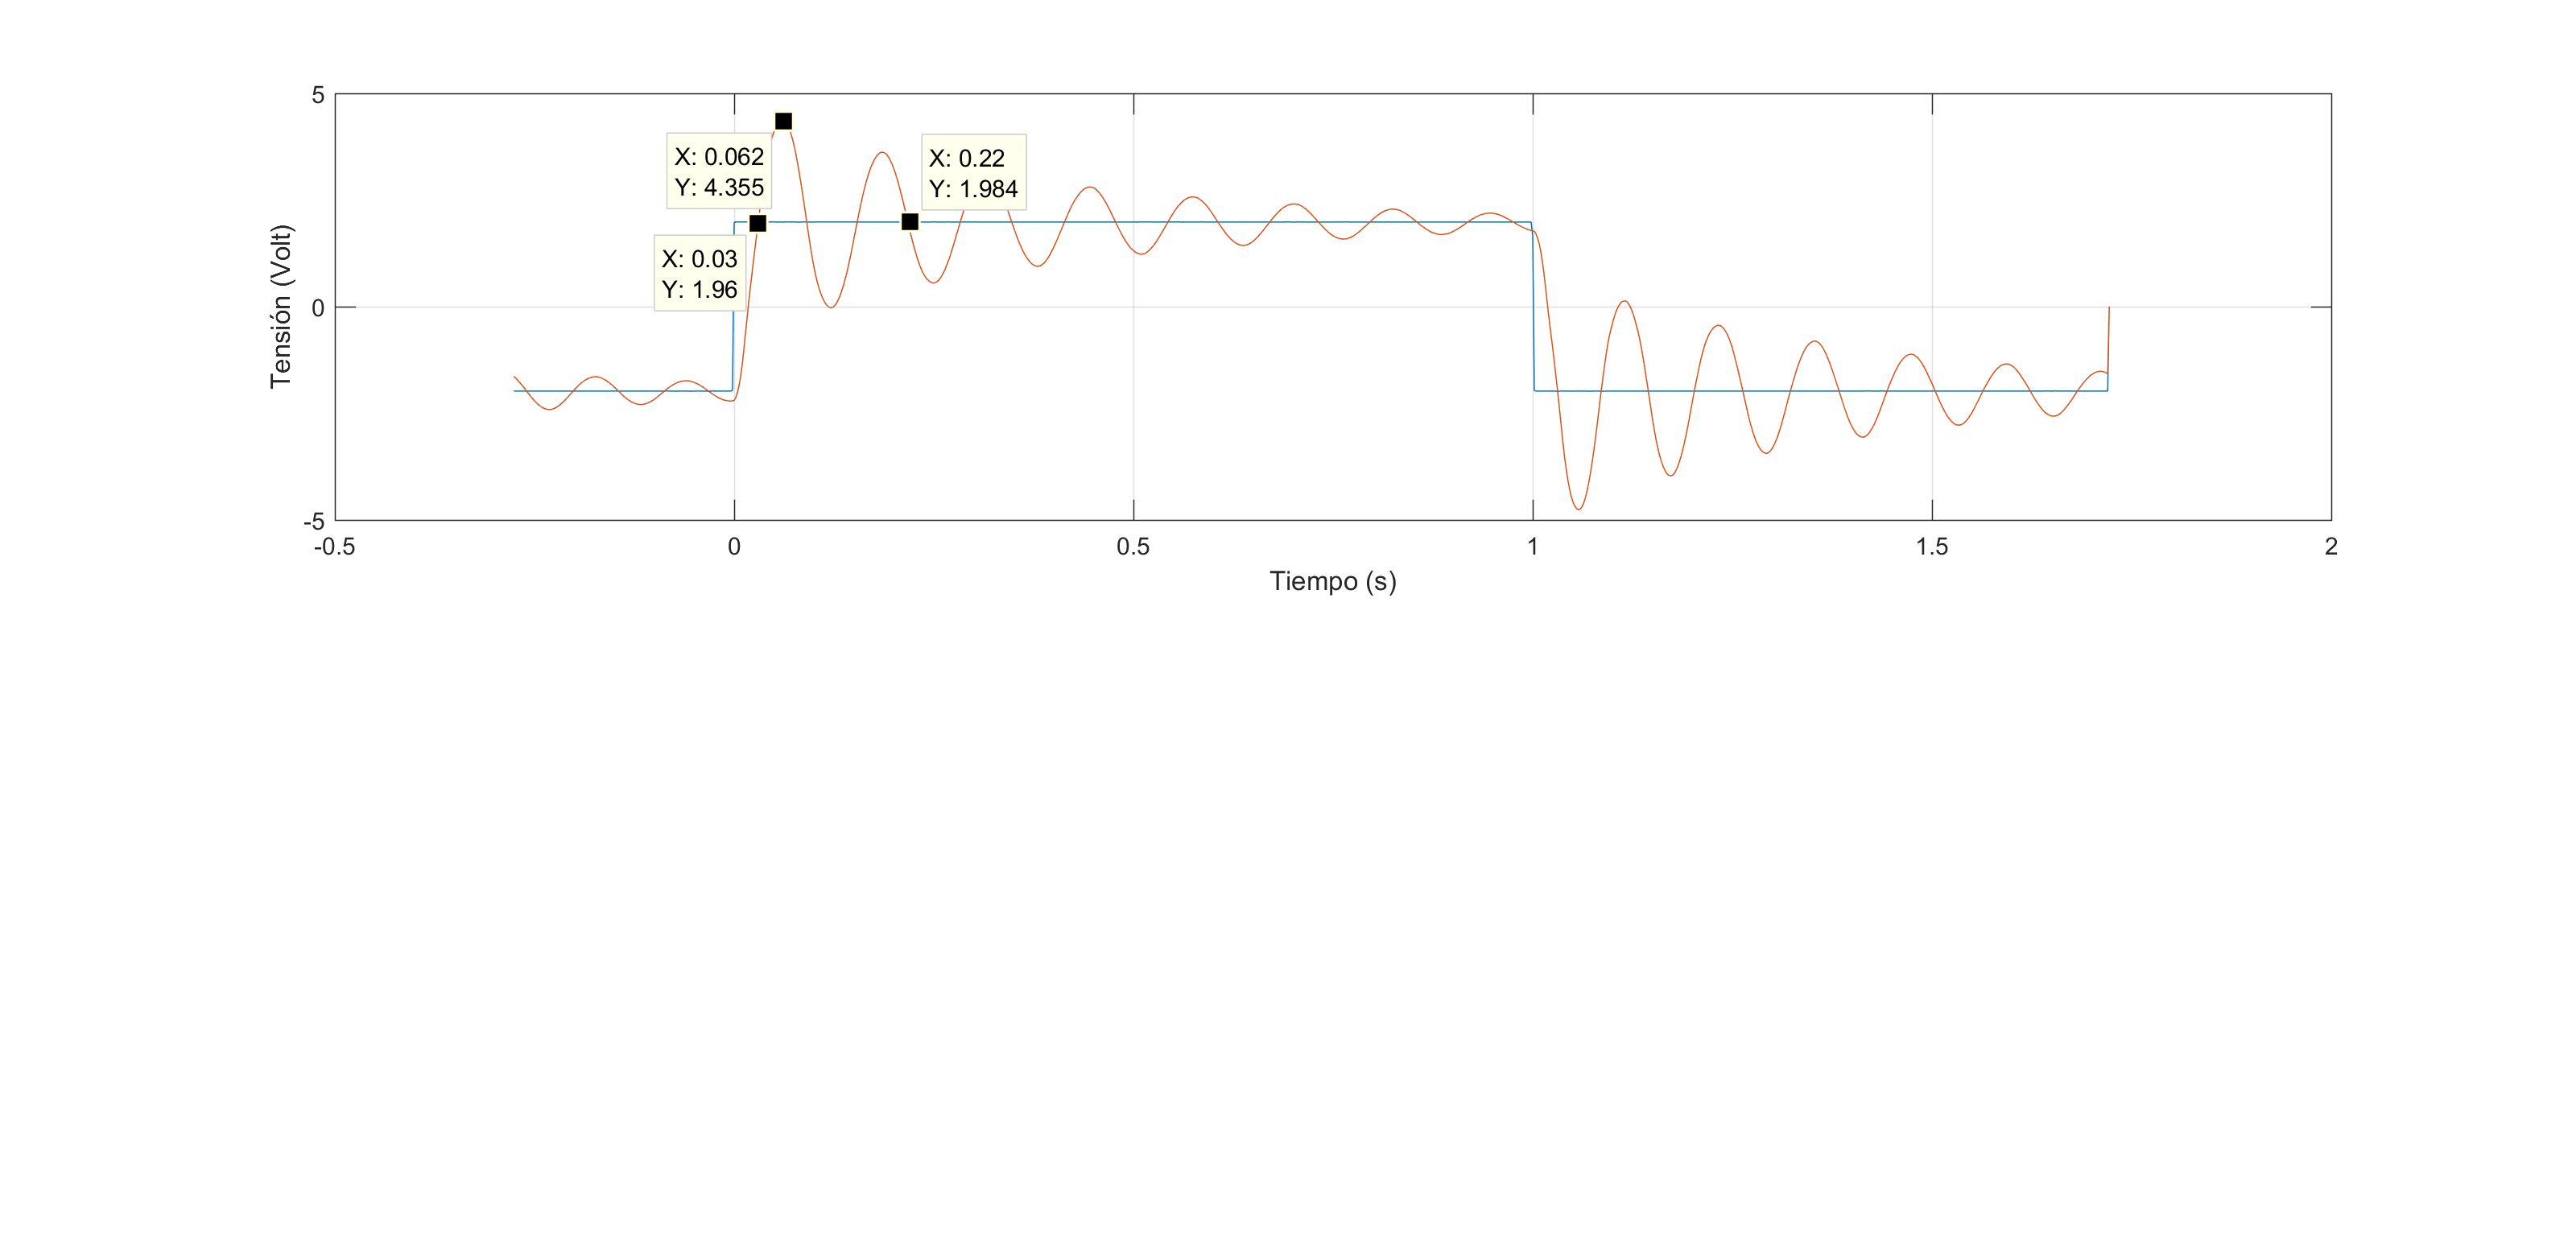 5
X: 0.062
Y: 4.355
X: 0.22
Y: 1.984
X: 0.03
Y: 1.96
Tensión (Volt)
0
-5
-0.5
0
0.5
1
1.5
2
Tiempo (s)